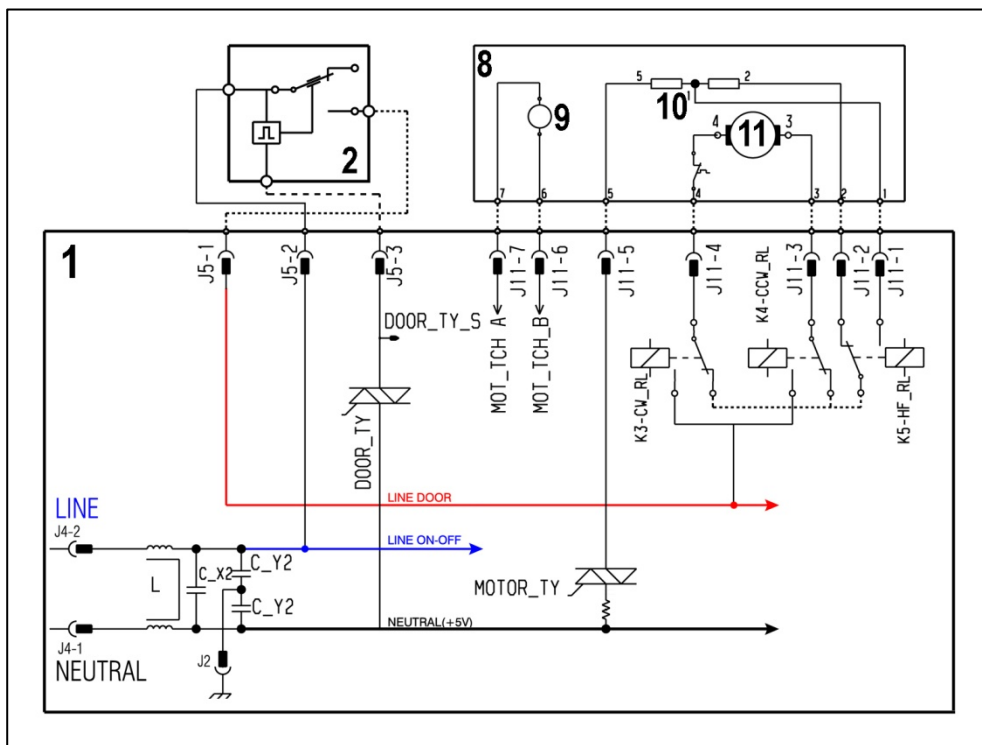 8
5
2
10
1
9
4
11
3
2
7
6
5
4
3
2
1
1
J5-1
J5-2
J5-3
J11-7
J11-6
J11-5
J11-4
J11-3
J11-2
J11-1
K4-CCW_RL
DOOR_TY_S
MOT_TCH A
MOT_TCH_B
K3-CW_RL
K5-HF_RL
DOOR_TY
LINE DOOR
LINE
J4-2
LINE ON-OFF
C_X2
C_Y2
L
C_Y2
MOTOR_TY
NEUTRAL(+5V)
J4-1
NEUTRAL
J2